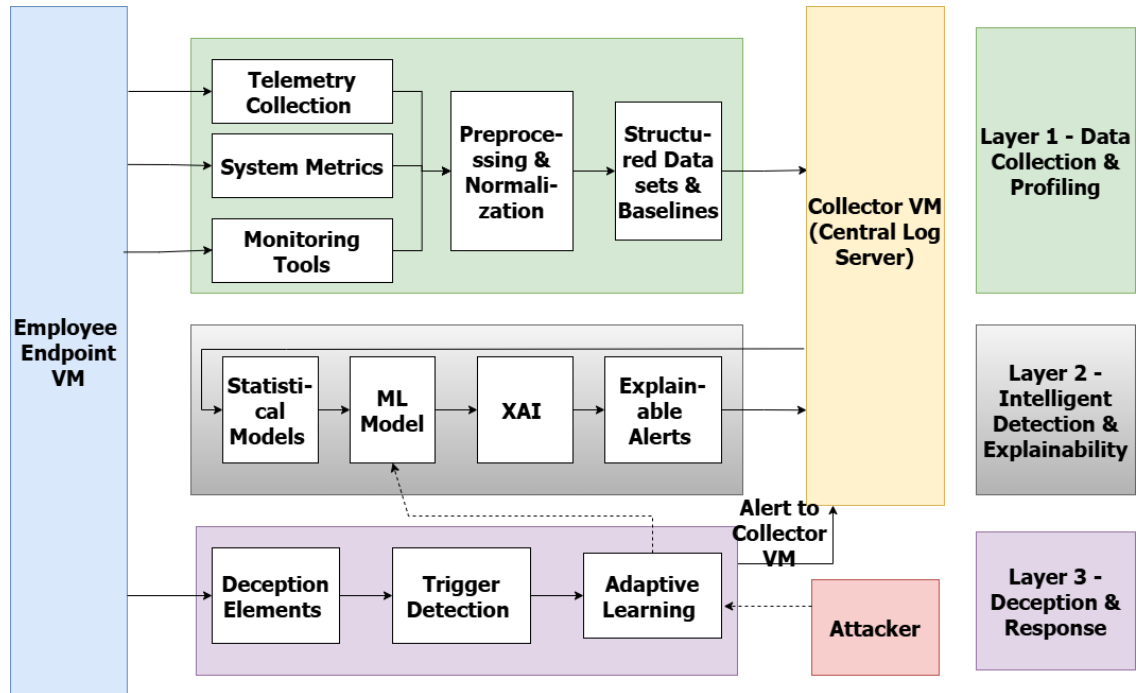 Employee
Endpoint
VM
Telemetry
Collection
System Metrics
Monitoring
Tools
Preproce-
ssing &
Normali-
zation
Structu-
red Data
sets &
Baselines
Collector VM
(Central Log
Server)
Layer 1 - Data
Collection &
Profiling
Statisti-
cal
Models
ML
Model
XAI
Explain-
able
Alerts
Layer 2 -
Intelligent
Detection &
Explainability
Alert to
Collector
VM
Deception
Elements
Trigger
Detection
Adaptive
Learning
Attacker
Layer 3 -
Deception &
Response